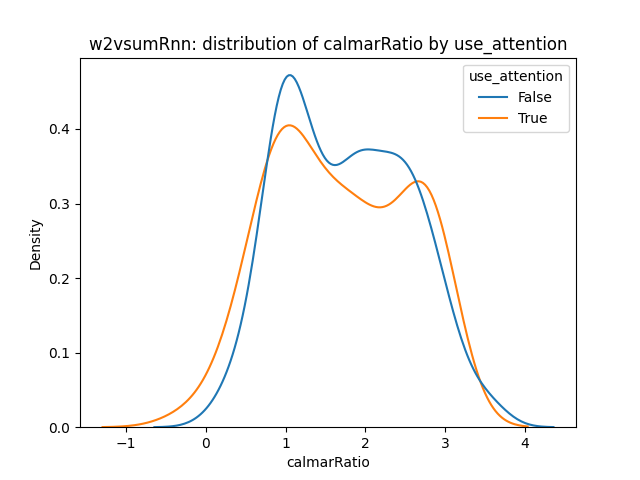 w2vsumRnn: distribution of calmarRatio by use_attention
use_attention
False
True
Density
0.4
0.3
0.2
0.1
0.0
−1
0
1
2
3
4
calmarRatio